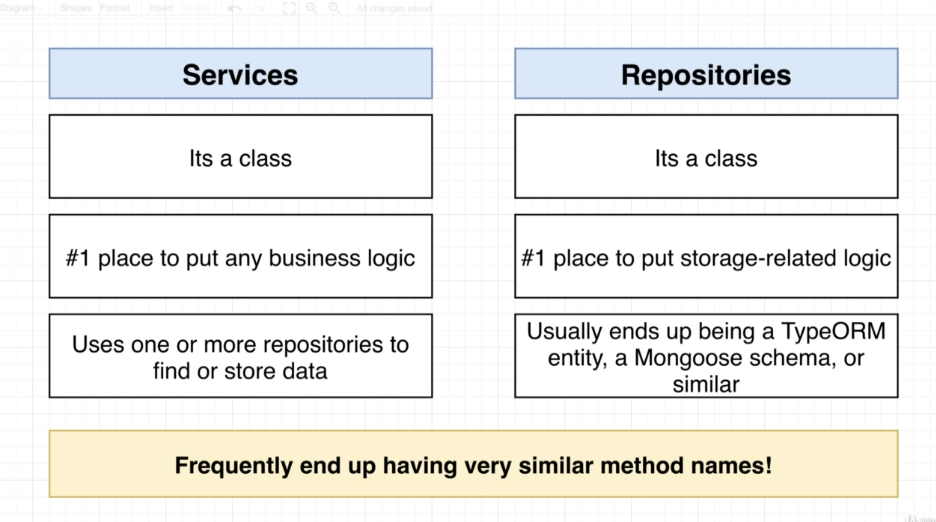 Diagram
Shapes Format Insert
All changes saved
Services
Repositories
Its a class
Its a class
#1 place to put any business logic
#1 place to put storage-related logic
Uses one or more repositories to
find or store data
Usually ends up being a TypeORM
entity, a Mongoose schema, or
similar
Frequently end up having very similar method names!